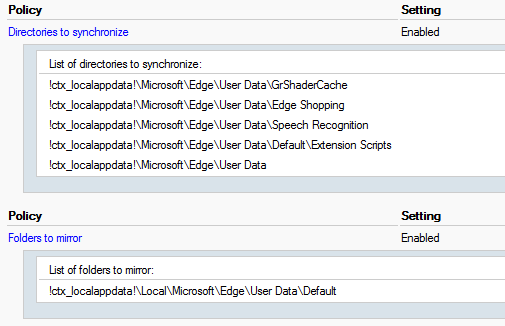 Policy Setting
Directories to synchronize Enabled
List of directories to synchronize:
!ctx_localappdata!\Microsoft\Edge\User Data\GrShaderCache
!ctx_localappdata!\Microsoft\Edge\User Data\Edge Shopping
!ctx_localappdata!\Microsoft\Edge\User Data\Speech Recognition
!ctx_localappdata!\Microsoft\Edge\User Data\Default\Extension Scripts
!ctx_localappdata!\Microsoft\Edge\User Data
Policy Setting
Folders to mirror Enabled
List of folders to mirror:
!ctx_localappdata!\Local\Microsoft\Edge\User Data\Default